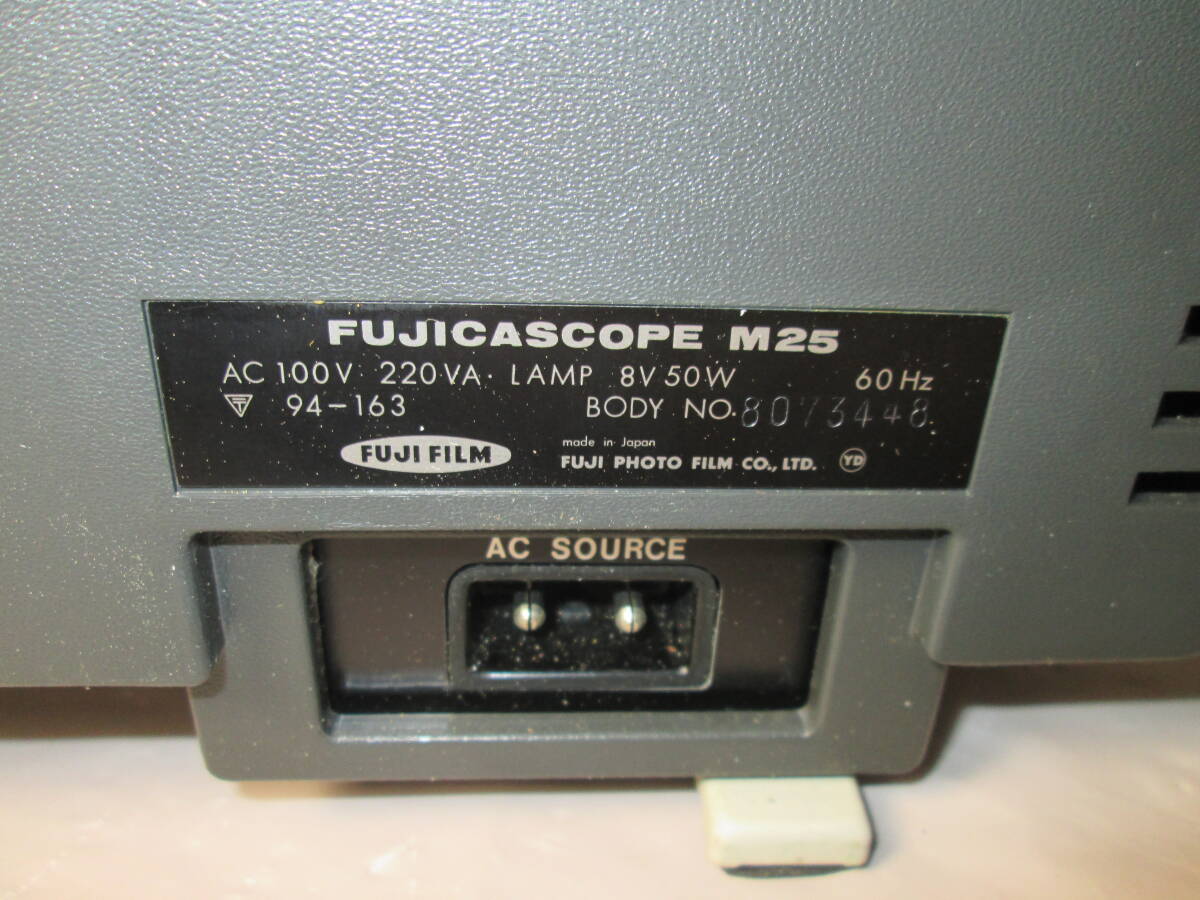 FUJICASCOPE M25
AC 100V 220VA · LAMP 8V 50W 60Hz
94-163 BODY NO. 8073448
FUJI FILM
made in Japan
FUJI PHOTO FILM CO., LTD. YD
AC SOURCE